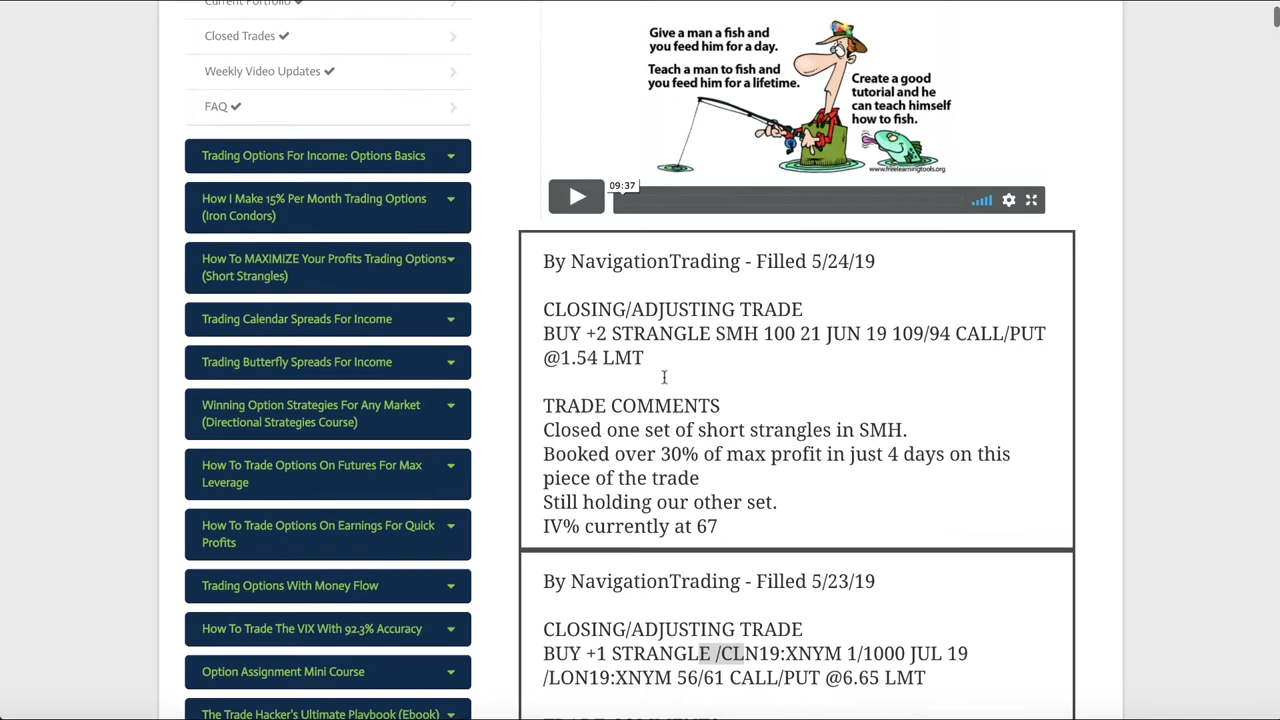 Current Portfolio
Closed Trades
Weekly Video Updates
FAQ
Trading Options For Income: Options Basics
How I Make 15% Per Month Trading Options
(Iron Condors)
How To MAXIMIZE Your Profits Trading Options
(Short Strangles)
Trading Calendar Spreads For Income
Trading Butterfly Spreads For Income
Winning Option Strategies For Any Market
(Directional Strategies Course)
How To Trade Options On Futures For Max
Leverage
How To Trade Options On Earnings For Quick
Profits
Trading Options With Money Flow
How To Trade The VIX With 92.3% Accuracy
Option Assignment Mini Course
The Trade Hacker's Ultimate Playbook (Ebook)
Give a man a fish and
you feed him for a day.
Teach a man to fish and
you feed him for a lifetime.
Create a good
tutorial and he
can teach himself
how to fish.
www.freelearningtools.org
09:37
By NavigationTrading - Filled 5/24/19
CLOSING/ADJUSTING TRADE
BUY +2 STRANGLE SMH 100 21 JUN 19 109/94 CALL/PUT
@1.54 LMT
TRADE COMMENTS
Closed one set of short strangles in SMH.
Booked over 30% of max profit in just 4 days on this
piece of the trade
Still holding our other set.
IV% currently at 67
By NavigationTrading - Filled 5/23/19
CLOSING/ADJUSTING TRADE
BUY +1 STRANGLE /CLN19:XNYM 1/1000 JUL 19
/LON19:XNYM 56/61 CALL/PUT @6.65 LMT